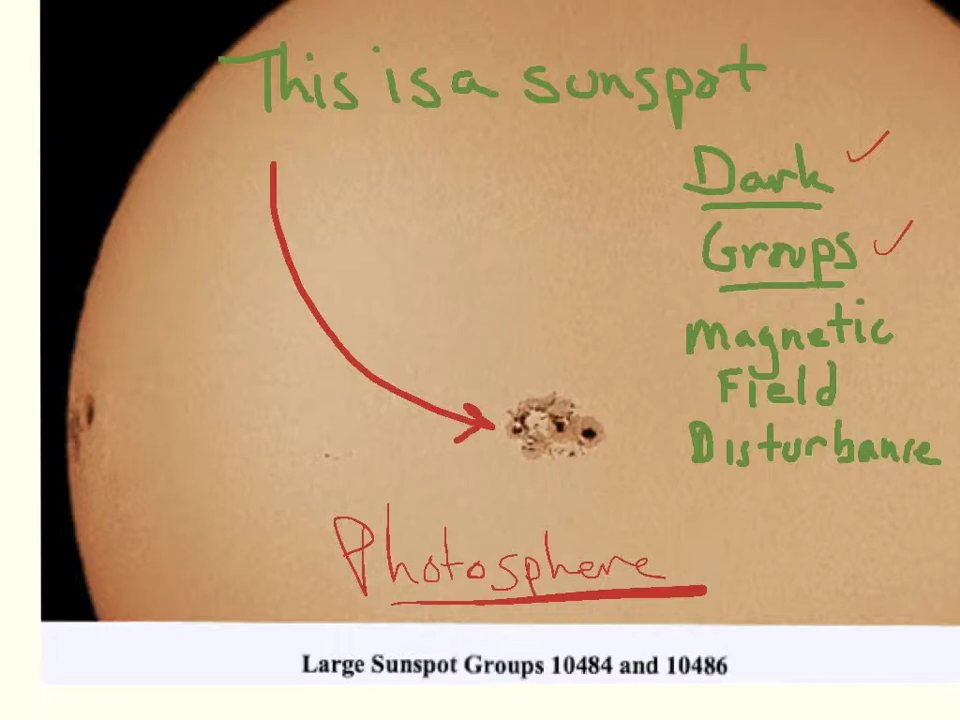 This is a sunspot
Dark
Groups
Magnetic
Field
Disturbance
Photosphere
Large Sunspot Groups 10484 and 10486